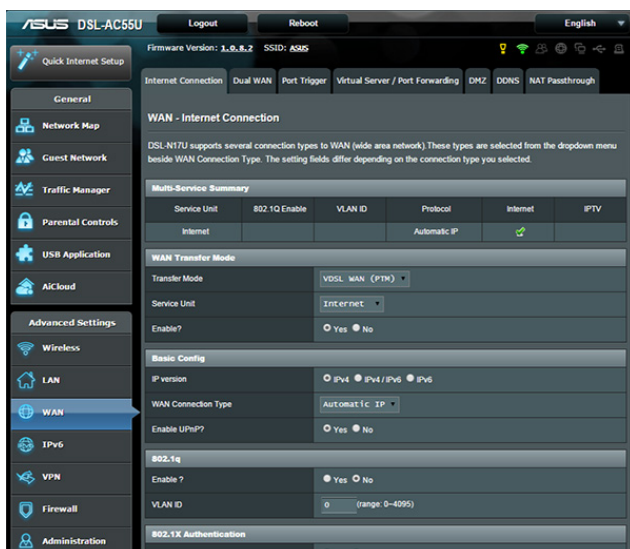 ASUS DSL-AC55U Logout Reboot English
Firmware Version: 1.0.8.2 SSID: ASUS
Quick Internet Setup
Internet Connection Dual WAN Port Trigger Virtual Server / Port Forwarding DMZ DDNS NAT Passthrough
General
Network Map
Guest Network
Traffic Manager
Parental Controls
USB Application
AiCloud
Advanced Settings
Wireless
LAN
WAN
IPv6
VPN
Firewall
Administration
WAN - Internet Connection
DSL-N17U supports several connection types to WAN (wide area network).These types are selected from the dropdown menu
beside WAN Connection Type. The setting fields differ depending on the connection type you selected.
Multi-Service Summary
Service Unit 802.1Q Enable VLAN ID Protocol Internet IPTV
Internet Automatic IP
WAN Transfer Mode
Transfer Mode VDSL WAN (PTM)
Service Unit Internet
Enable? Yes No
Basic Config
IP version IPv4 IPv4 / IPv6 IPv6
WAN Connection Type Automatic IP
Enable UPnP? Yes No
802.1q
Enable ? Yes No
VLAN ID 0 (range: 0~4095)
802.1X Authentication